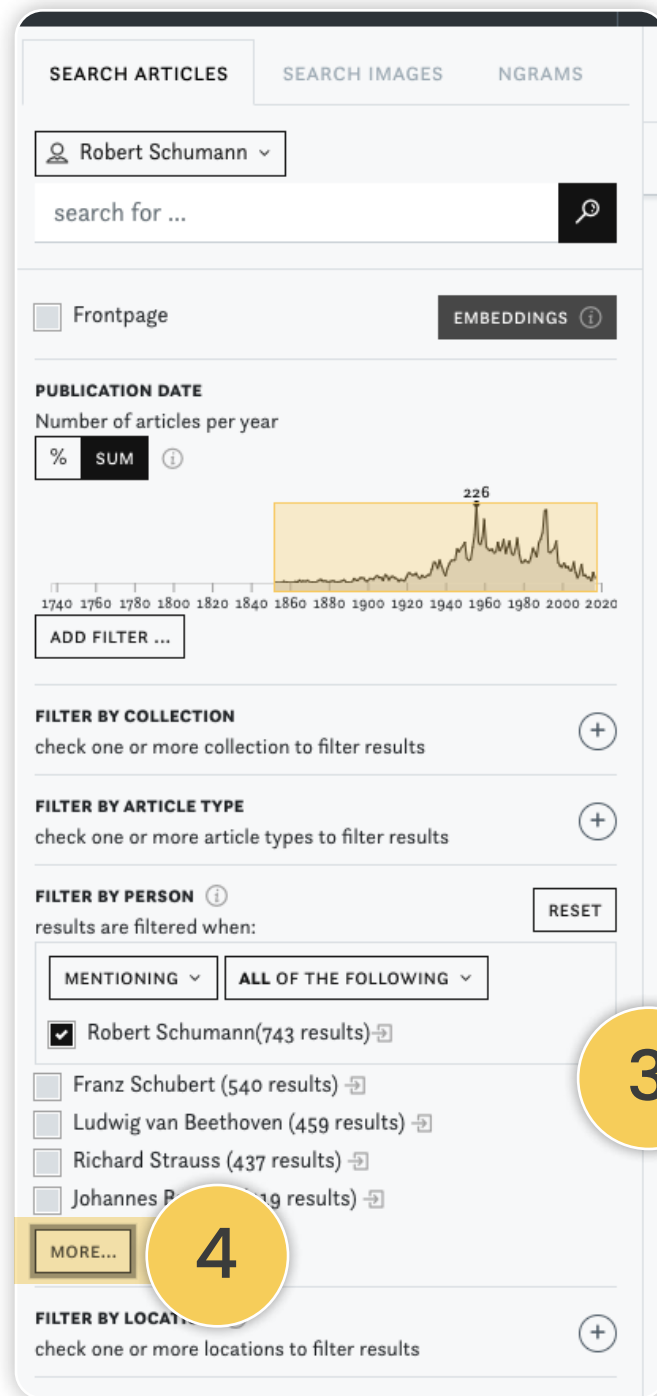 SEARCH ARTICLES SEARCH IMAGES NGRAMS
Robert Schumann
search for ...
Frontpage EMBEDDINGS
PUBLICATION DATE
Number of articles per year
% SUM
226
1740 1760 1780 1800 1820 1840 1860 1880 1900 1920 1940 1960 1980 2000 2020
ADD FILTER ...
FILTER BY COLLECTION
check one or more collection to filter results
FILTER BY ARTICLE TYPE
check one or more article types to filter results
FILTER BY PERSON
results are filtered when:
RESET
MENTIONING ALL OF THE FOLLOWING
Robert Schumann(743 results)
3
Franz Schubert (540 results)
Ludwig van Beethoven (459 results)
Richard Strauss (437 results)
Johannes results)
MORE...
4
FILTER BY
check one or more locations to filter results